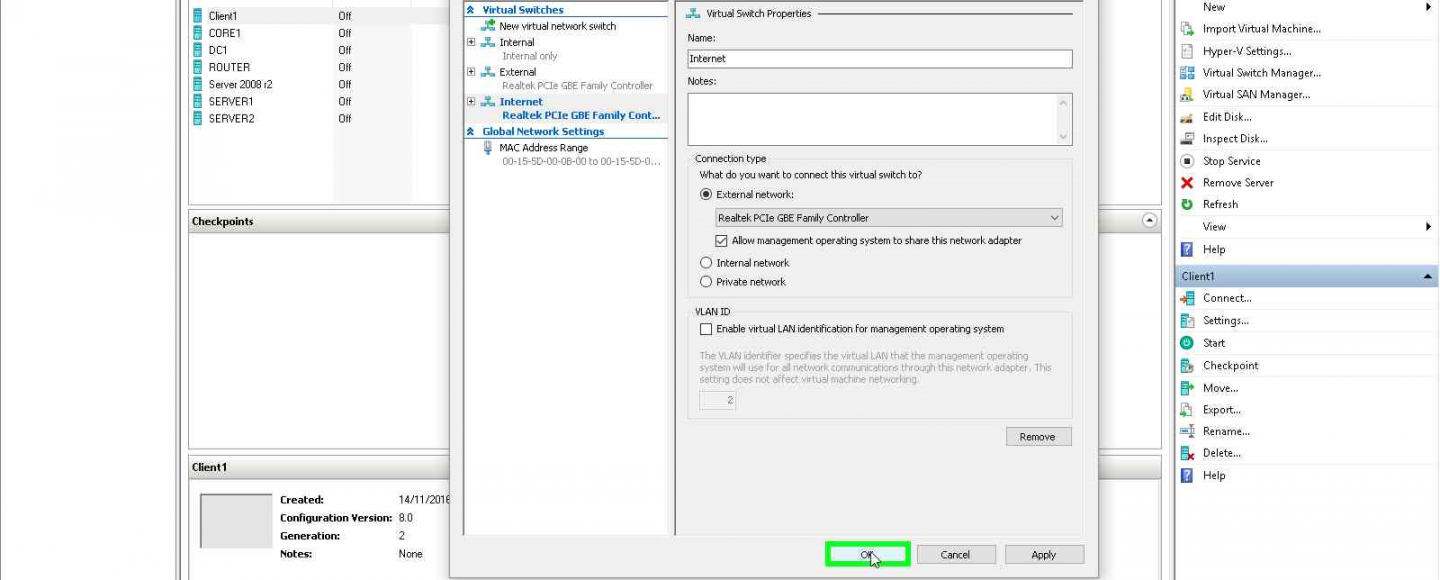 Client1 Off
CORE1 Off
DC1 Off
ROUTER Off
Server 2008 r2 Off
SERVER1 Off
SERVER2 Off
Checkpoints
Client1
Created: 14/11/2016
Configuration Version: 8.0
Generation: 2
Notes: None
Virtual Switches
New virtual network switch
Internal
Internal only
External
Realtek PCIe GBE Family Controller
Internet
Realtek PCIe GBE Family Cont...
Global Network Settings
MAC Address Range
00-15-5D-00-0B-00 to 00-15-5D-0...
Virtual Switch Properties
Name:
Internet
Notes:
Connection type
What do you want to connect this virtual switch to?
External network:
Realtek PCIe GBE Family Controller
Allow management operating system to share this network adapter
Internal network
Private network
VLAN ID
Enable virtual LAN identification for management operating system
The VLAN identifier specifies the virtual LAN that the management operating
system will use for all network communications through this network adapter. This
setting does not affect virtual machine networking.
2
Remove
OK Cancel Apply
New
Import Virtual Machine...
Hyper-V Settings...
Virtual Switch Manager...
Virtual SAN Manager...
Edit Disk...
Inspect Disk...
Stop Service
Remove Server
Refresh
View
Help
Client1
Connect...
Settings...
Start
Checkpoint
Move...
Export...
Rename...
Delete...
Help